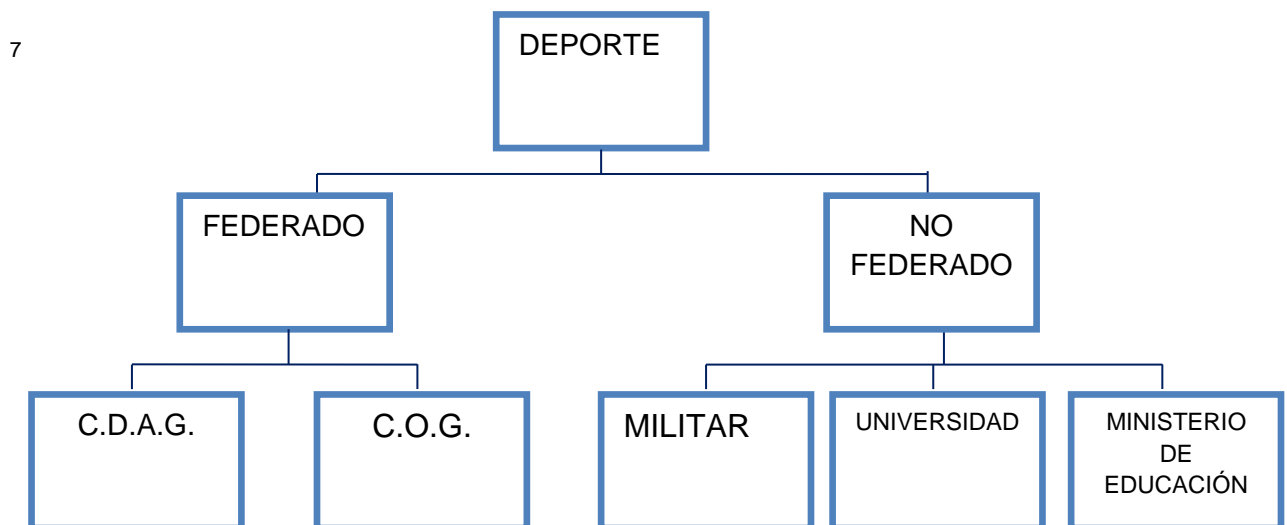 7
DEPORTE
FEDERADO
NO
FEDERADO
C.D.A.G.
C.O.G.
MILITAR
UNIVERSIDAD
MINISTERIO
DE
EDUCACIÓN